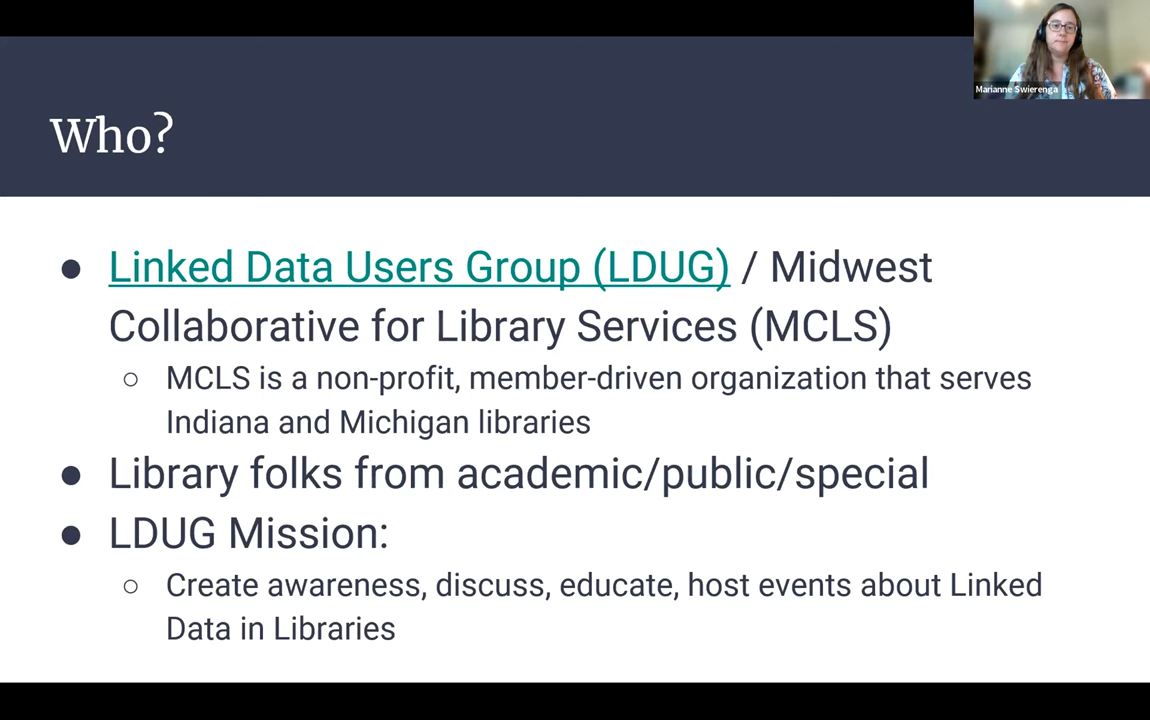 Marianne Swierenga
Who?
● Linked Data Users Group (LDUG) / Midwest
Collaborative for Library Services (MCLS)
○ MCLS is a non-profit, member-driven organization that serves
Indiana and Michigan libraries
● Library folks from academic/public/special
● LDUG Mission:
○ Create awareness, discuss, educate, host events about Linked
Data in Libraries